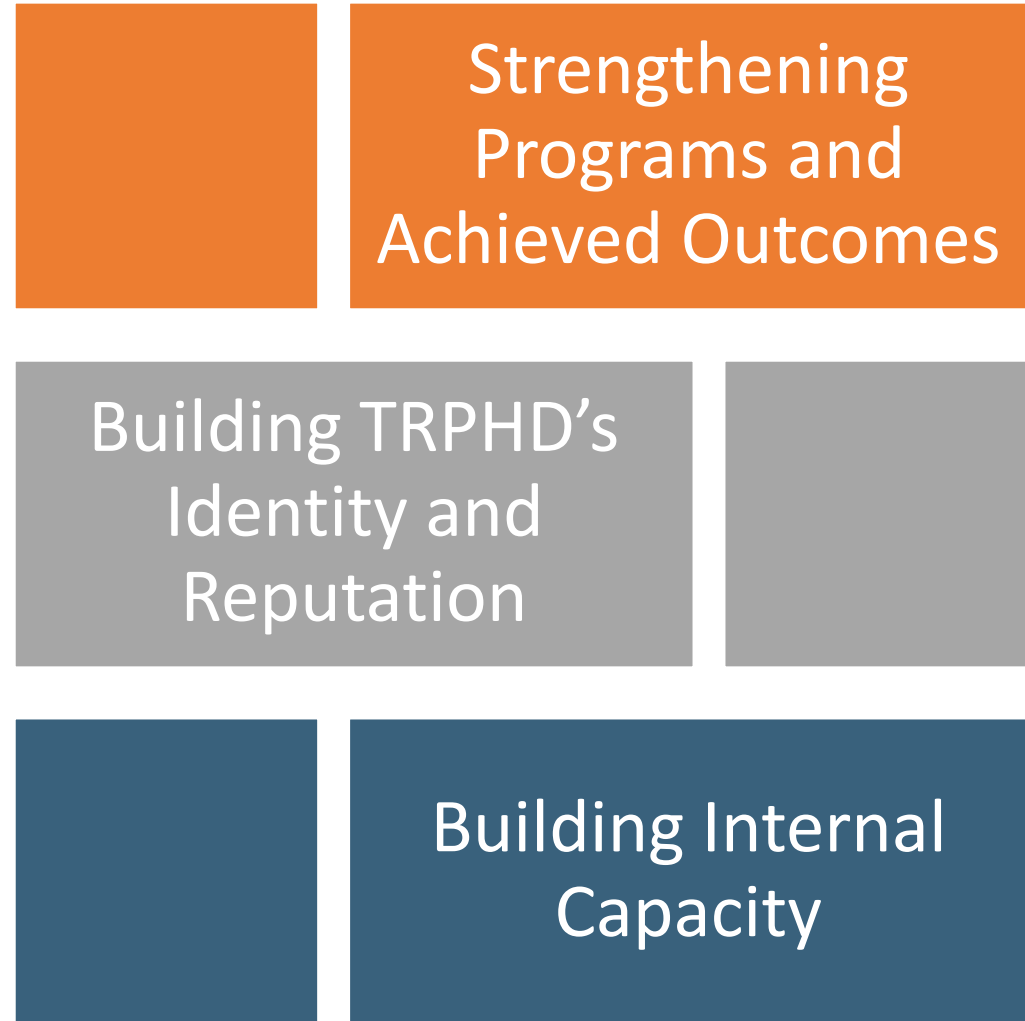 Strengthening
Programs and
Achieved Outcomes
Building TRPHD’s
Identity and
Reputation
Building Internal
Capacity